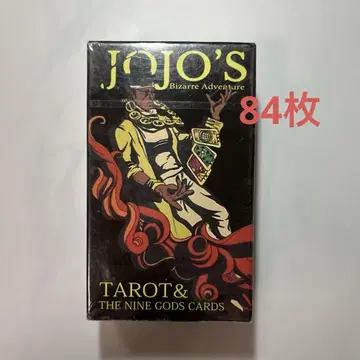 JOJO'S
Bizarre Adventure
84枚
TAROT&
THE NINE GODS CARDS